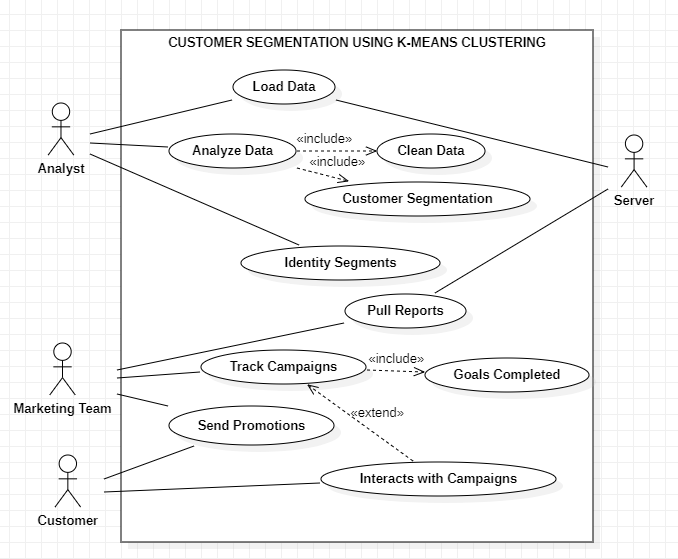 CUSTOMER SEGMENTATION USING K-MEANS CLUSTERING
Load Data
Analyst
Analyze Data
«include»
Clean Data
«include»
Customer Segmentation
Server
Identity Segments
Pull Reports
Marketing Team
Track Campaigns
«include»
Goals Completed
Send Promotions
«extend»
Customer
Interacts with Campaigns